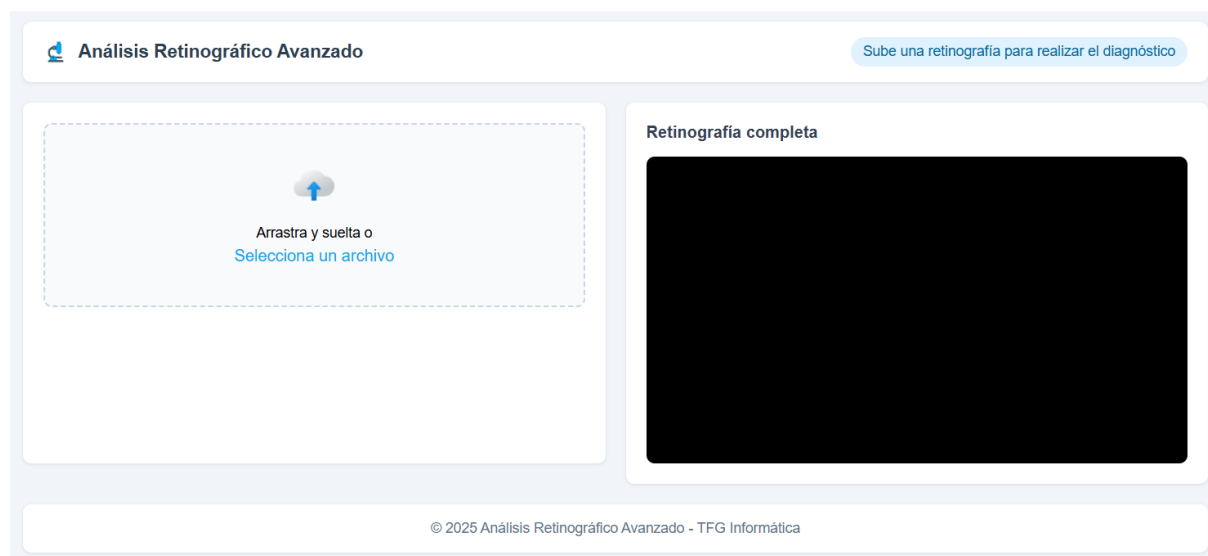 Análisis Retinográfico Avanzado
Sube una retinografía para realizar el diagnóstico
Arrastra y suelta o
Selecciona un archivo
Retinografía completa
© 2025 Análisis Retinográfico Avanzado - TFG Informática